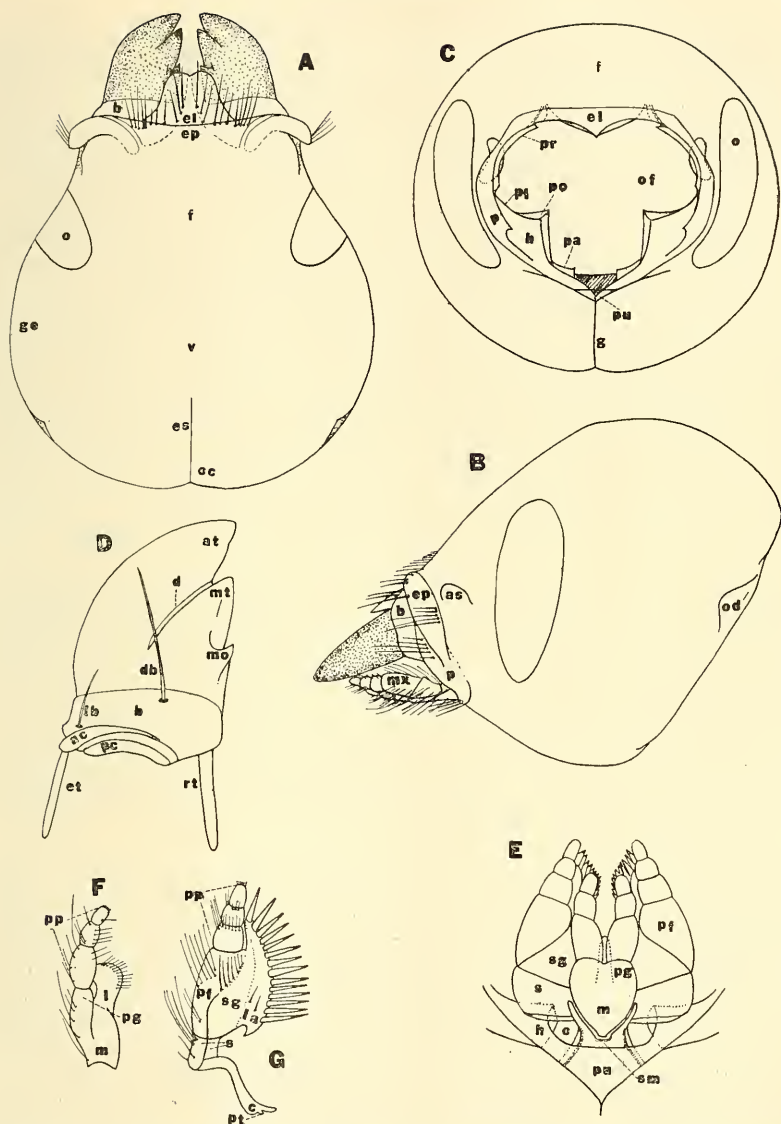 A
b
el
ep
f
o
ge
v
es
oc
C
f
el
pr
o
of
p
pl
po
h
pa
pu
g
B
ep
as
b
od
p
mx
D
at
d
mt
mo
db
lb
b
ac
pc
et
rt
E
pf
sg
pg
s
m
h
c
pa
sm
F
pp
l
pg
m
G
pp
pf
sg
la
s
c
pt